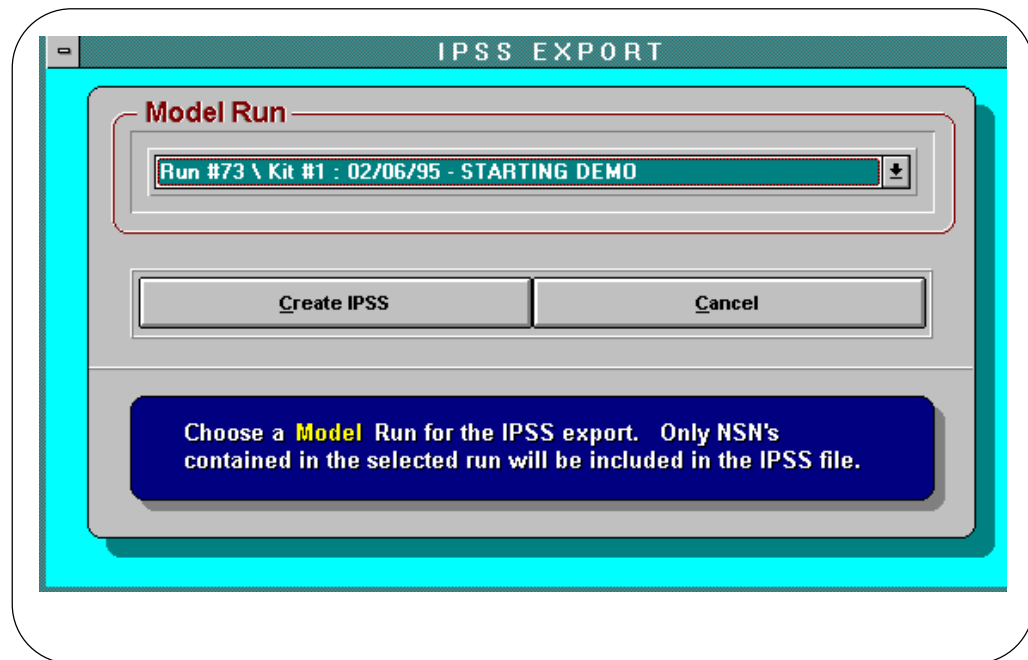 IPSS EXPORT
Model Run
Run #73 \ Kit #1 : 02/06/95 - STARTING DEMO
Create IPSS
Cancel
Choose a Model Run for the IPSS export. Only NSN's
contained in the selected run will be included in the IPSS file.